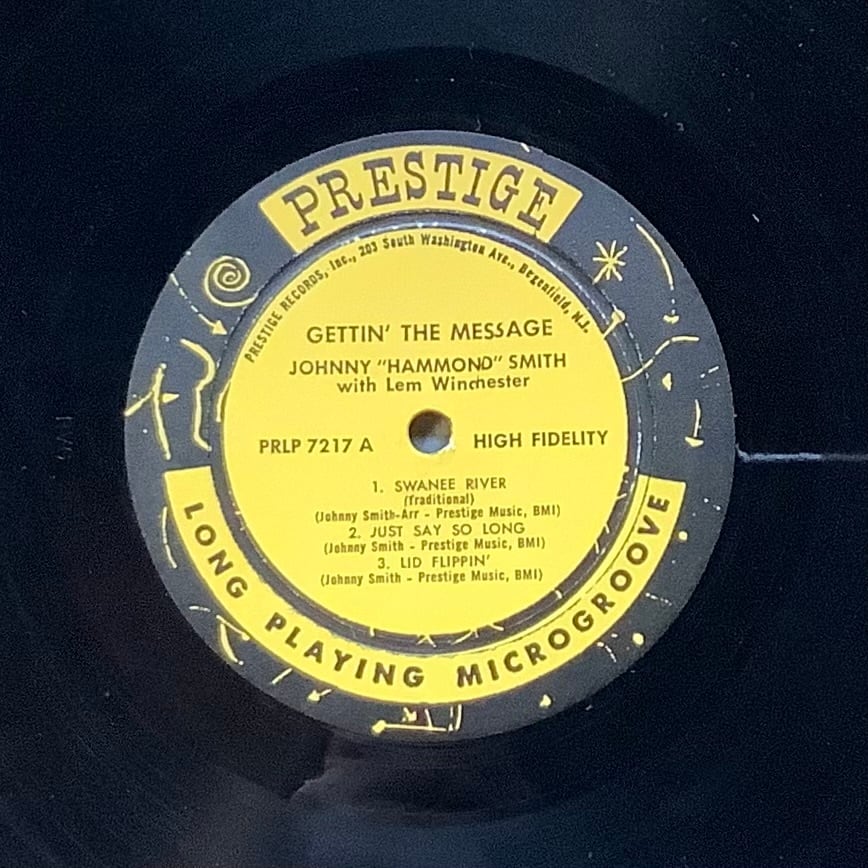 PRESTIGE
PRESTIGE RECORDS, Inc., 203 South Washington Ave., Bergenfield, N.J.
GETTIN' THE MESSAGE
JOHNNY "HAMMOND" SMITH
with Lem Winchester
PRLP 7217 A
HIGH FIDELITY
1. SWANEE RIVER
(Traditional)
(Johnny Smith-Arr - Prestige Music, BMI)
2. JUST SAY SO LONG
(Johnny Smith - Prestige Music, BMI)
3. LID FLIPPIN'
(Johnny Smith - Prestige Music, BMI)
LONG PLAYING MICROGROOVE